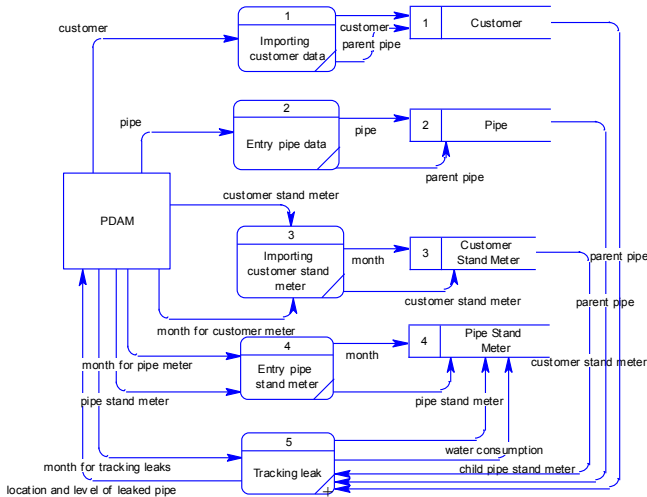 1
customer
Importing
customer data
customer
parent pipe
1
Customer
2
pipe
Entry pipe data
pipe
parent pipe
2
Pipe
PDAM
customer stand meter
3
Importing
customer stand
meter
month
customer stand meter
month for customer meter
3
Customer
Stand Meter
parent pipe
parent pipe
4
month for pipe meter
pipe stand meter
Entry pipe
stand meter
month
pipe stand meter
4
Pipe Stand
Meter
customer stand meter
5
Tracking leak
month for tracking leaks
location and level of leaked pipe
water consumption
child pipe stand meter